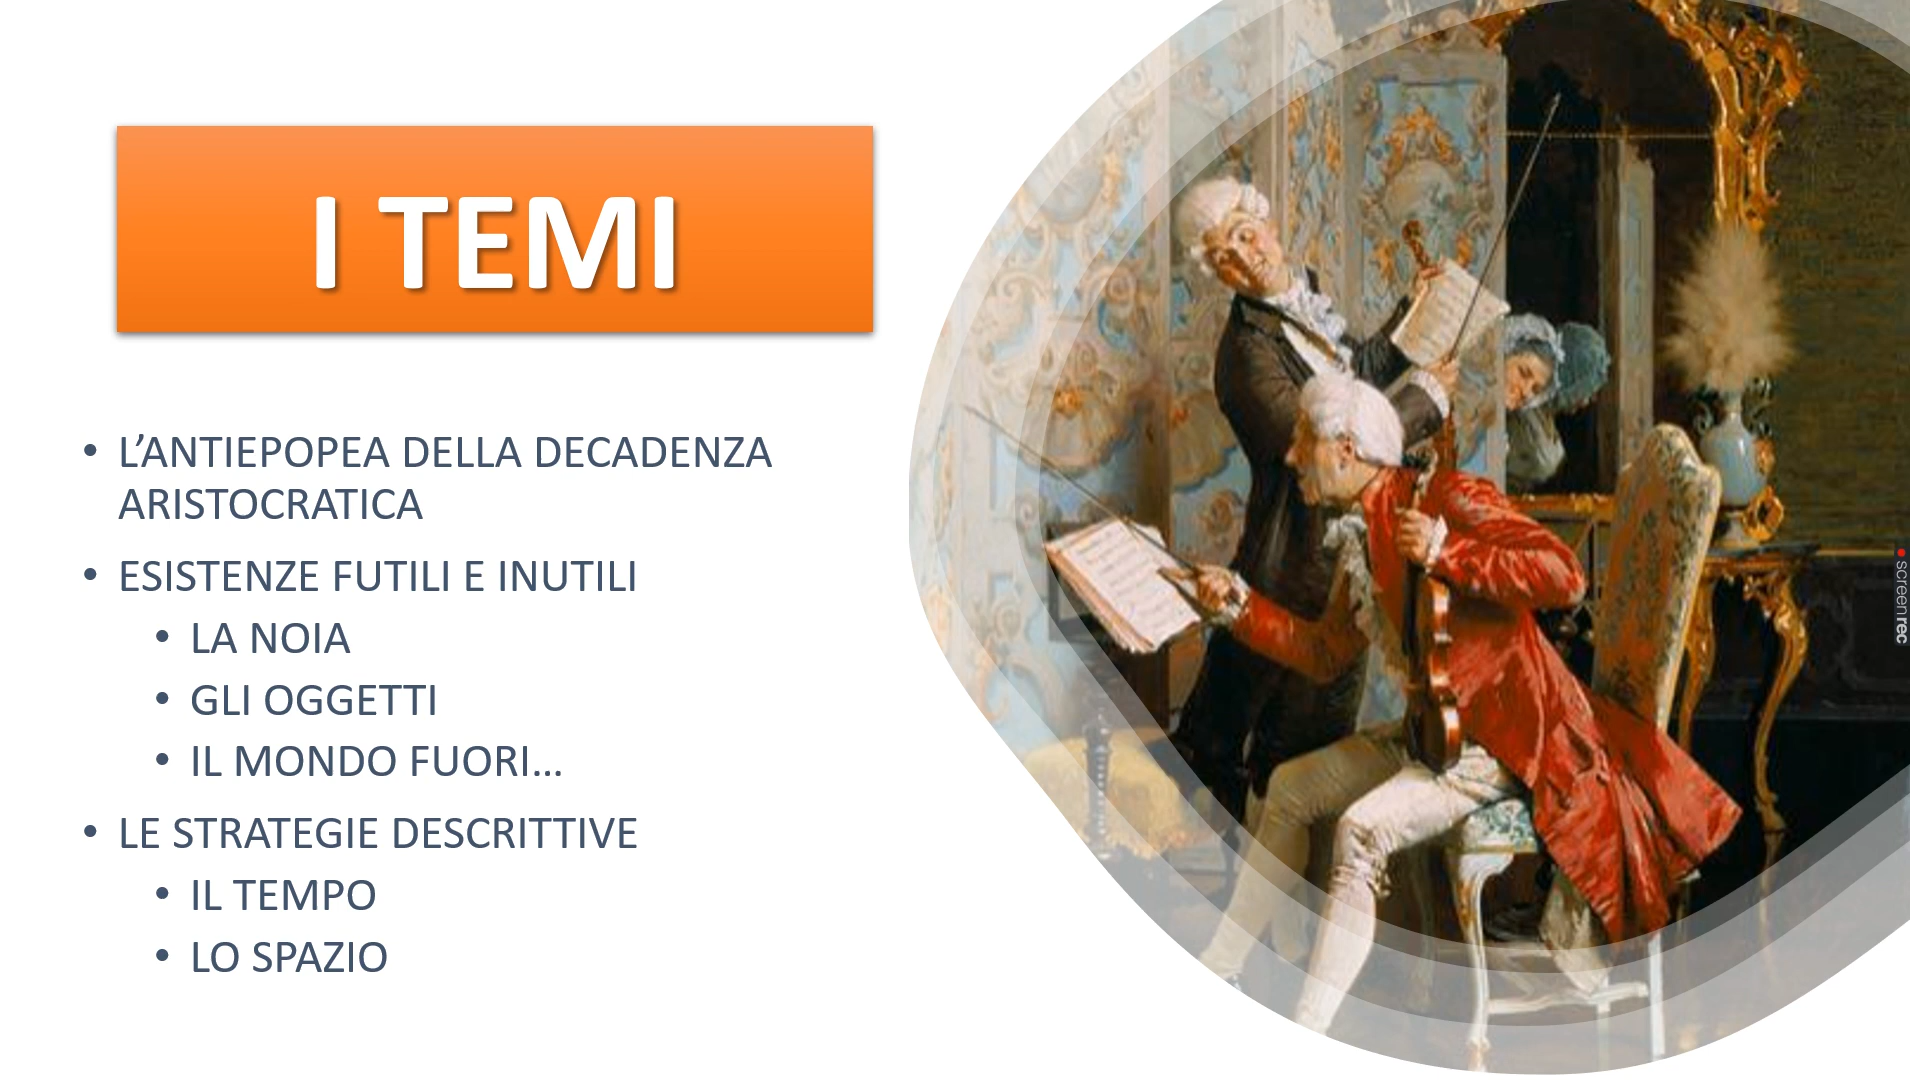 I TEMI
• L’ANTIEPOPEA DELLA DECADENZA
ARISTOCRATICA
• ESISTENZE FUTILI E INUTILI
• LA NOIA
• GLI OGGETTI
• IL MONDO FUORI…
• LE STRATEGIE DESCRITTIVE
• IL TEMPO
• LO SPAZIO
screenrec